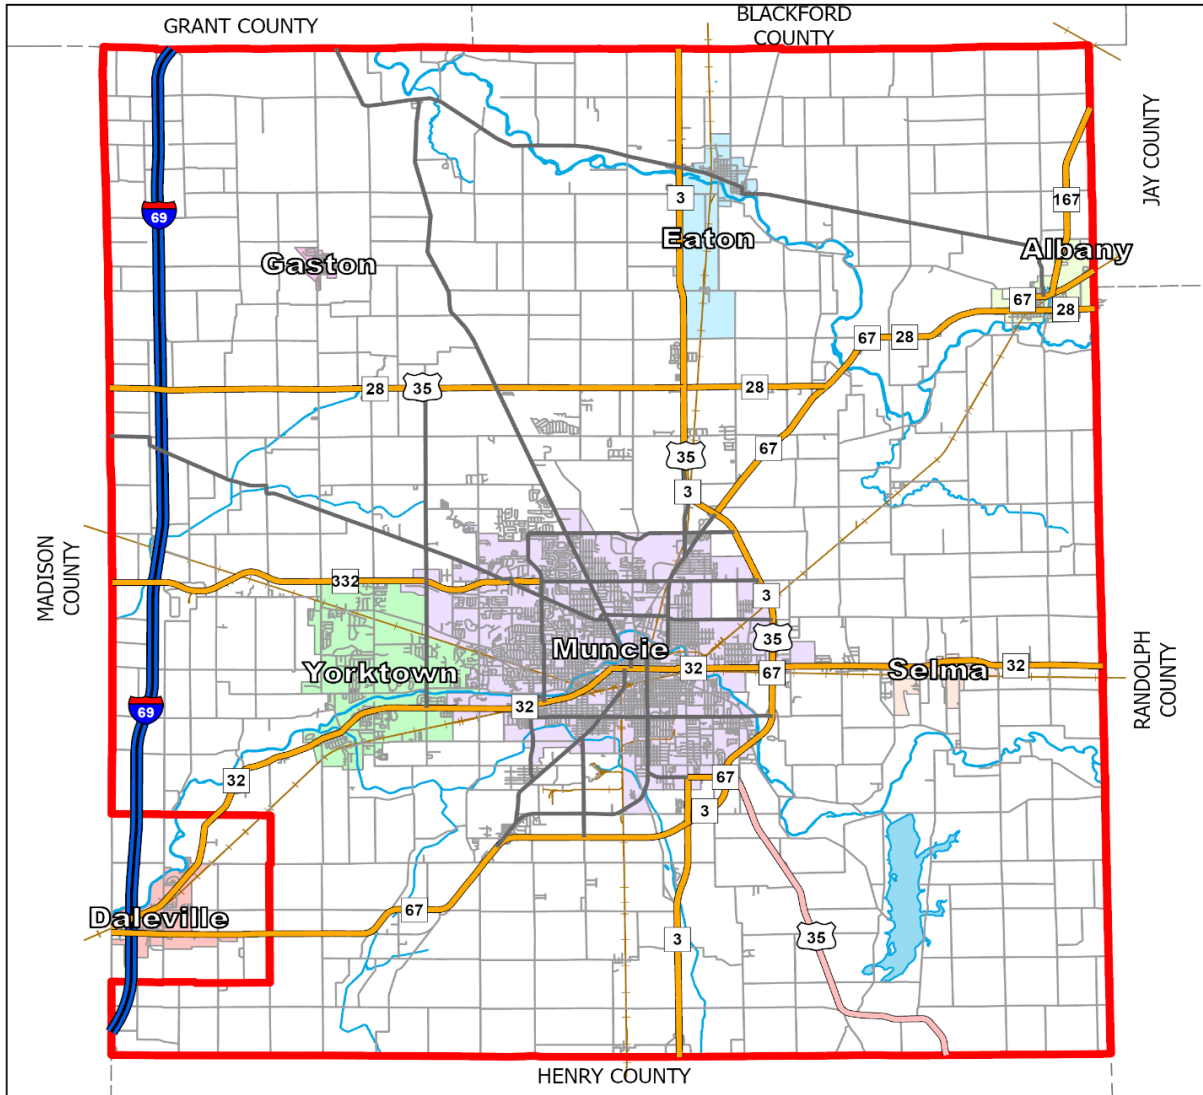 GRANT COUNTY
BLACKFORD
COUNTY
JAY COUNTY
167
69
3
Eaton
Gaston
Albany
67
28
67
28
28
35
28
67
35
3
MADISON
COUNTY
332
3
35
Muncie
32
67
Yorktown
Selma
32
RANDOLPH
COUNTY
32
69
32
67
3
Daleville
67
3
35
HENRY COUNTY